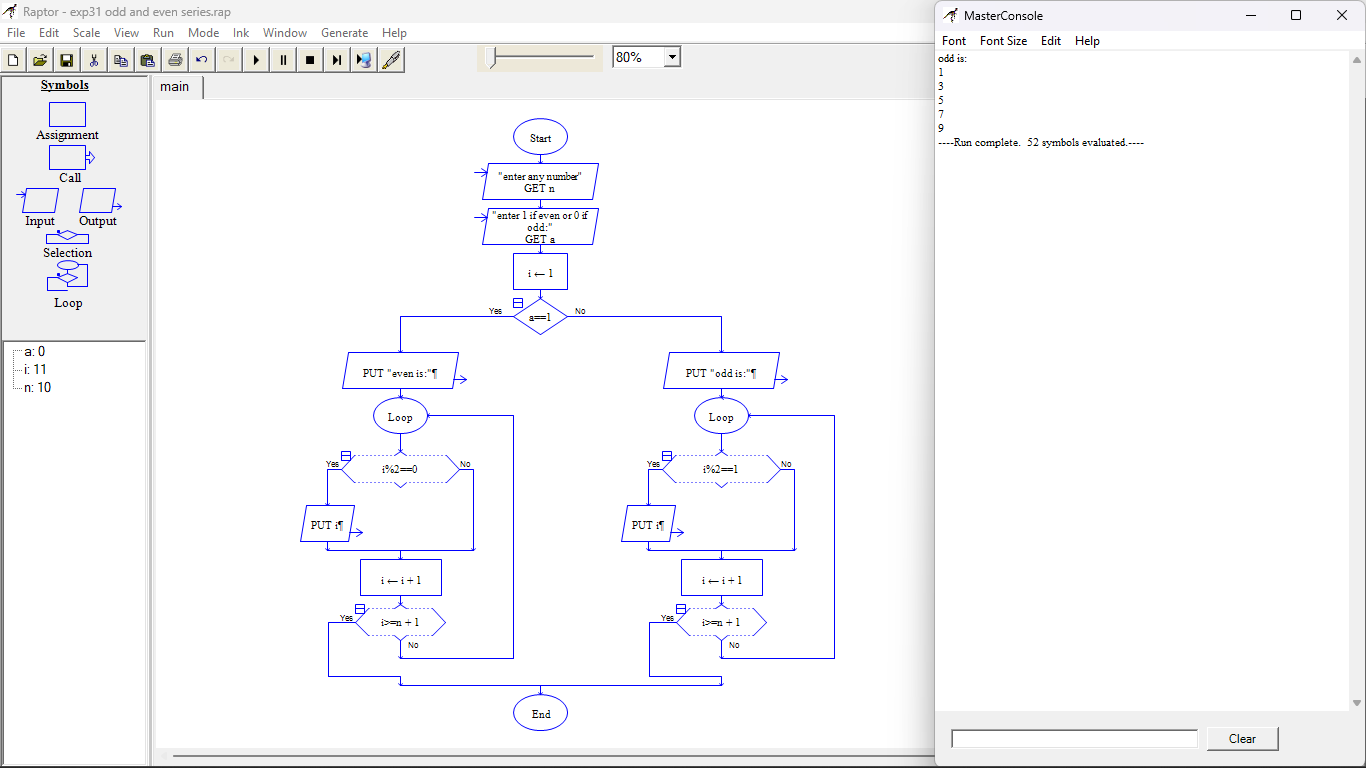 Raptor - exp31 odd and even series.rap
File Edit Scale View Run Mode Ink Window Generate Help
80%
Symbols
Assignment
Call
Input Output
Selection
Loop
a: 0
i: 11
n: 10
main
Start
"enter any number"
GET n
"enter 1 if even or 0 if
odd:"
GET a
i ← 1
Yes
a==1
No
PUT "even is:"¶
Loop
Yes
i%2==0
No
PUT i¶
i ← i + 1
Yes
i>=n + 1
No
PUT "odd is:"¶
Loop
Yes
i%2==1
No
PUT i¶
i ← i + 1
Yes
i>=n + 1
No
End
MasterConsole
Font Font Size Edit Help
odd is:
1
3
5
7
9
----Run complete.  52 symbols evaluated.----
Clear